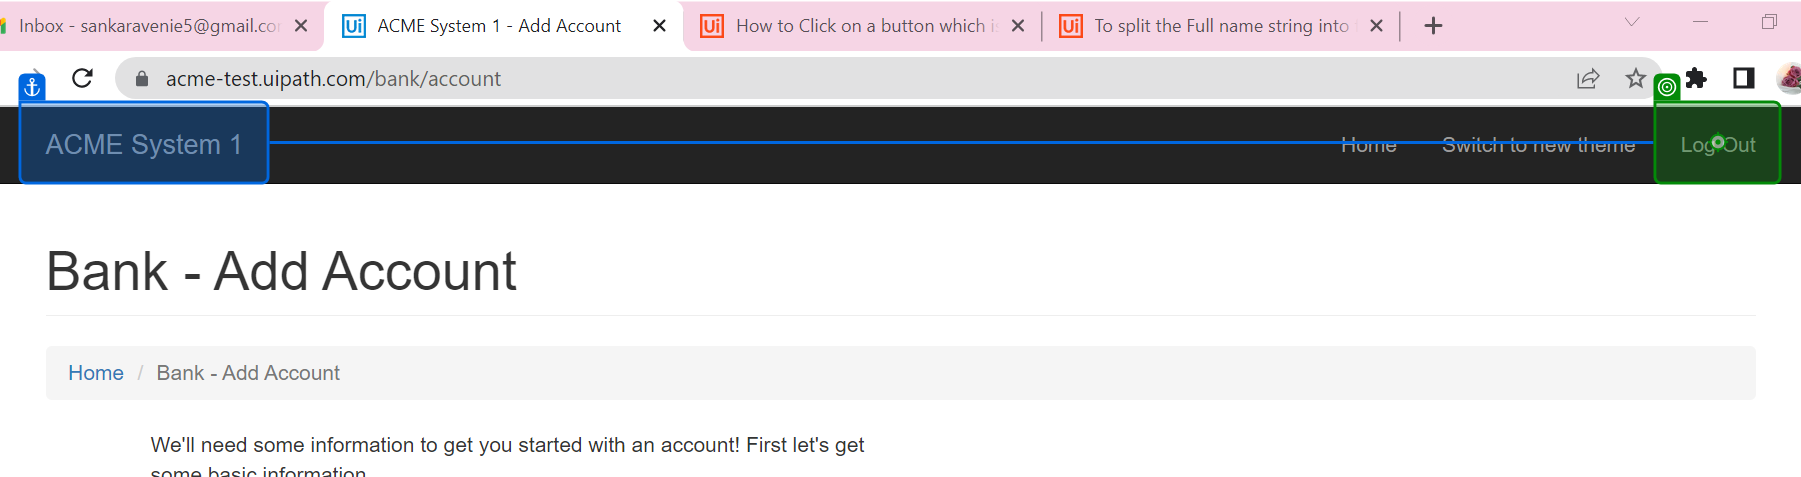 Inbox - sankaravenie5@gmail.co
Ui ACME System 1 - Add Account
Ui How to Click on a button which
Ui To split the Full name string into
acme-test.uipath.com/bank/account
ACME System 1
Home
Switch to new theme
Log Out
Bank - Add Account
Home / Bank - Add Account
We'll need some information to get you started with an account! First let's get
some basic information